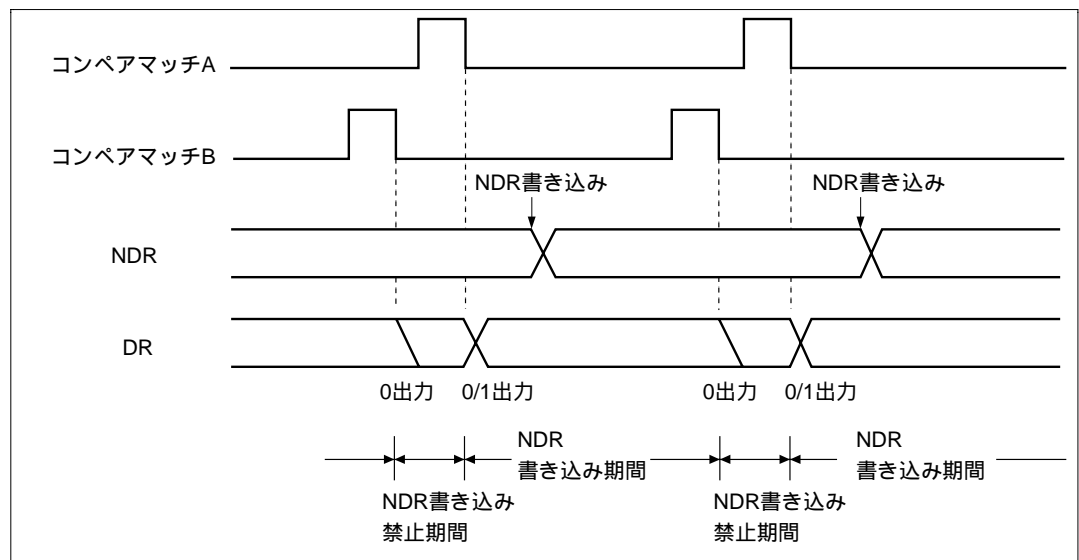 コンペアマッチA
コンペアマッチB
NDR書き込み
NDR書き込み
NDR
DR
0出力
0/1出力
0出力
0/1出力
NDR
書き込み期間
NDR
書き込み期間
NDR書き込み
禁止期間
NDR書き込み
禁止期間